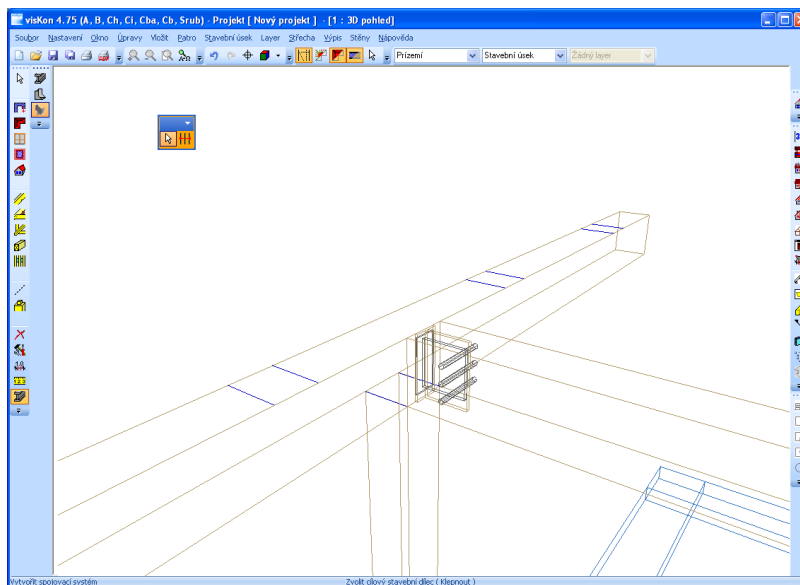 visKon 4.75 (A, B, Ch, Ci, Cba, Cb, Srub) - Projekt [ Nový projekt ] - [1 : 3D pohled]
Soubor Nastavení Okno Úpravy Vložit Patro Stavební úsek Layer Střecha Výpis Stěny Nápověda
Prízemí Stavební úsek Žádný layer
Vytvořit spojovací systém Zvolit cílový stavební dílec ( Klepnout )